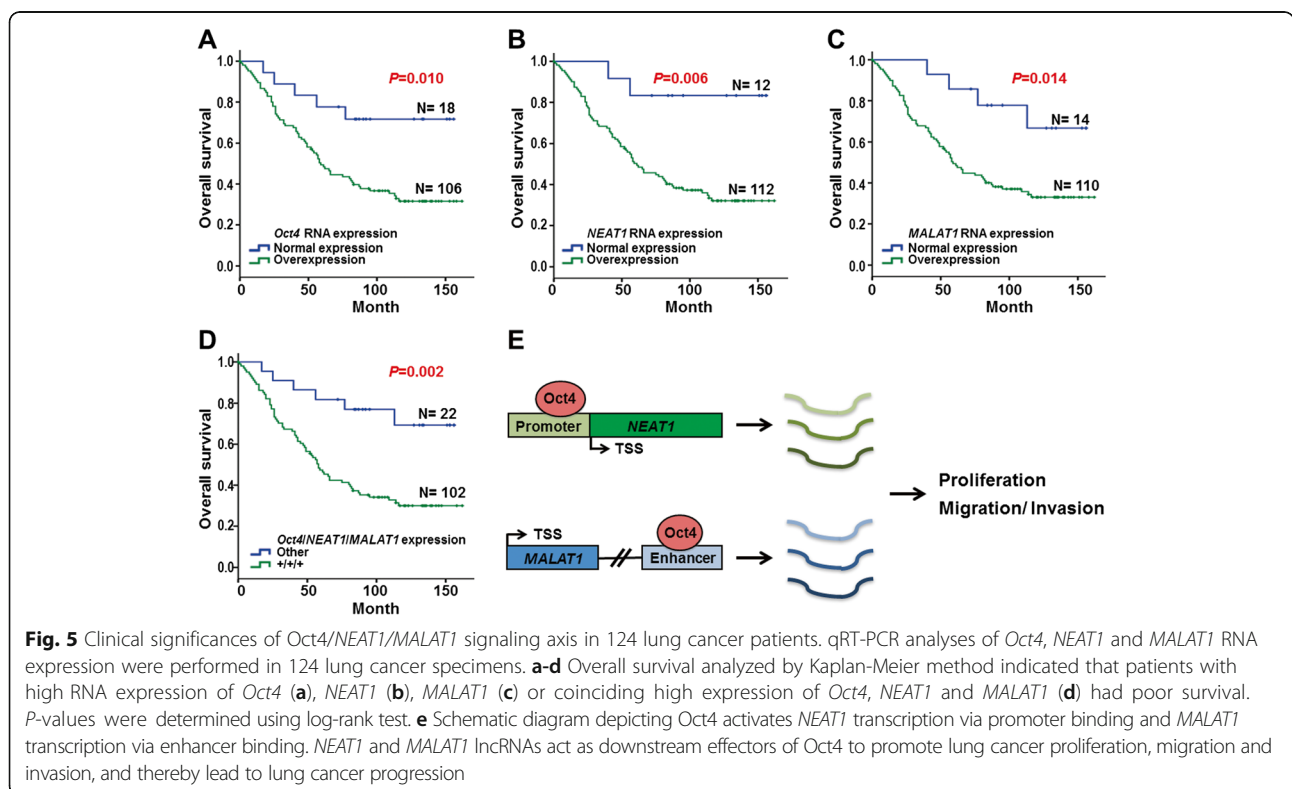 A
P=0.010
Overall survival
1.0
0.8
0.6
0.4
0.2
0.0
N= 18
N= 106
Oct4 RNA expression
Normal expression
Overexpression
0 50 100 150
Month
B
P=0.006
Overall survival
1.0
0.8
0.6
0.4
0.2
0.0
N= 12
N= 112
NEAT1 RNA expression
Normal expression
Overexpression
0 50 100 150
Month
C
P=0.014
Overall survival
1.0
0.8
0.6
0.4
0.2
0.0
N= 14
N= 110
MALAT1 RNA expression
Normal expression
Overexpression
0 50 100 150
Month
D
P=0.002
Overall survival
1.0
0.8
0.6
0.4
0.2
0.0
N= 22
N= 102
Oct4/NEAT1/MALAT1 expression
Other
+/+/+
0 50 100 150
Month
E
Oct4
Promoter NEAT1
TSS
Proliferation
Migration/ Invasion
TSS
Oct4
MALAT1 Enhancer
Fig. 5 Clinical significances of Oct4/NEAT1/MALAT1 signaling axis in 124 lung cancer patients. qRT-PCR analyses of Oct4, NEAT1 and MALAT1 RNA
expression were performed in 124 lung cancer specimens. a-d Overall survival analyzed by Kaplan-Meier method indicated that patients with
high RNA expression of Oct4 (a), NEAT1 (b), MALAT1 (c) or coinciding high expression of Oct4, NEAT1 and MALAT1 (d) had poor survival.
P-values were determined using log-rank test. e Schematic diagram depicting Oct4 activates NEAT1 transcription via promoter binding and MALAT1
transcription via enhancer binding. NEAT1 and MALAT1 lncRNAs act as downstream effectors of Oct4 to promote lung cancer proliferation, migration and
invasion, and thereby lead to lung cancer progression